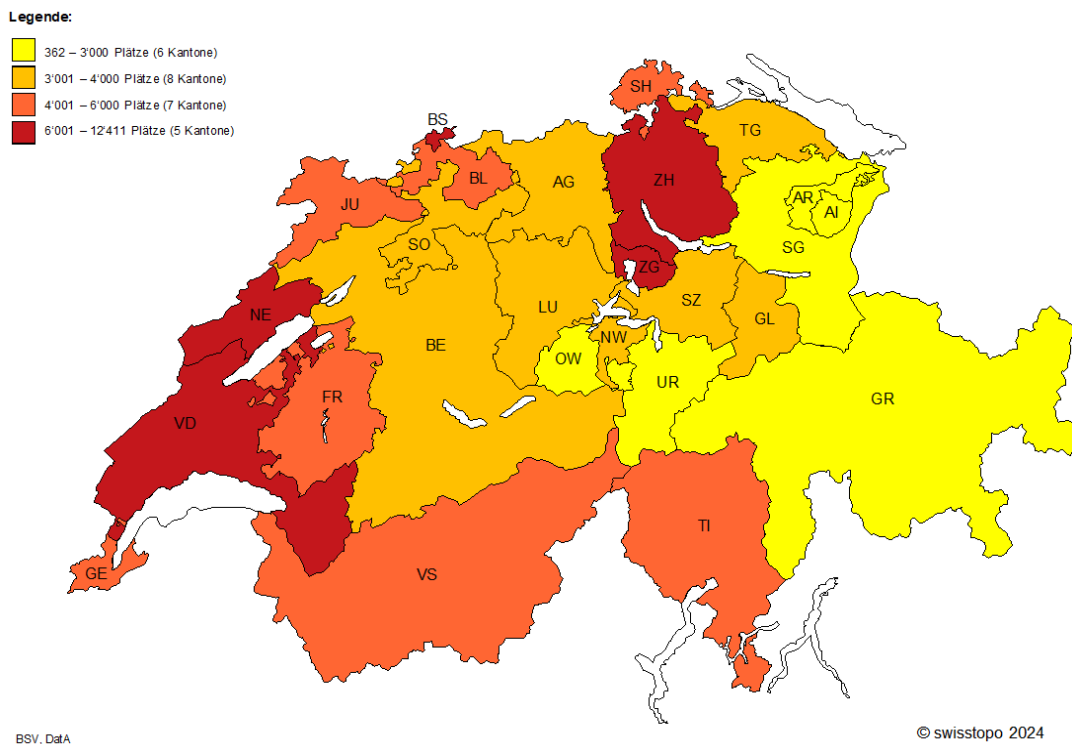 Legende:
362 – 3'000 Plätze (6 Kantone)
3'001 – 4'000 Plätze (8 Kantone)
4'001 – 6'000 Plätze (7 Kantone)
6'001 – 12'411 Plätze (5 Kantone)
SH
BS
TG
BL
AG
ZH
JU
AR
AI
SO
SG
ZG
SZ
NE
LU
GL
NW
BE
OW
UR
FR
GR
VD
TI
GE
VS
BSV, DatA
© swisstopo 2024